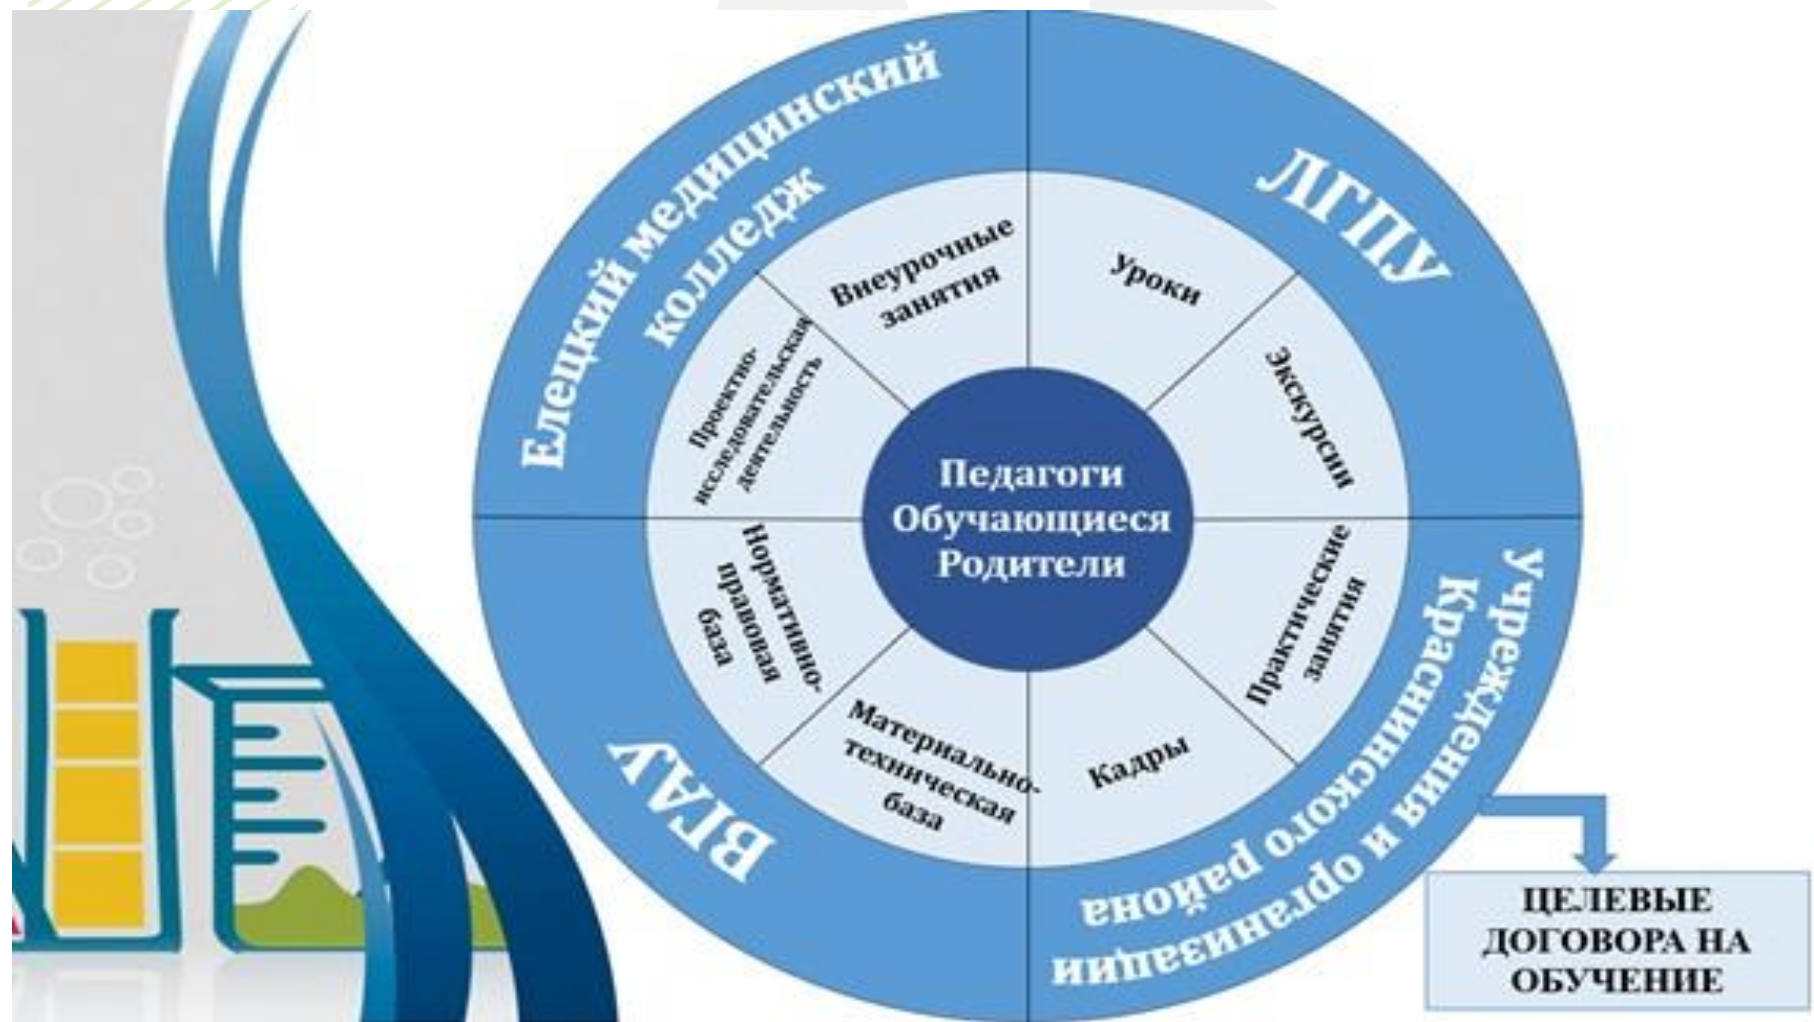 Елецкий медицинский
колледж
ЛГПУ
Внеурочные
занятия
Уроки
Проектно-
исследовательская
деятельность
Экскурсии
Педагоги
Обучающиеся
Родители
Нормативно-
правовая
база
Практические
занятия
Материально-
техническая
база
Кадры
ВГАУ
Учреждения и организации
Краснинского района
ЦЕЛЕВЫЕ
ДОГОВОРА НА
ОБУЧЕНИЕ